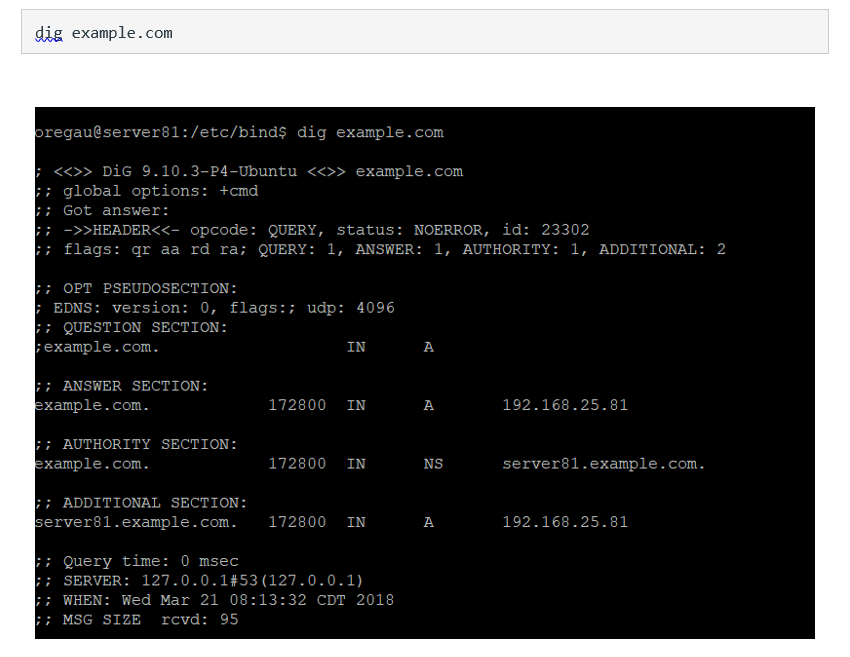 dig example.com
oregau@server81:/etc/bind$ dig example.com
; <<>> DiG 9.10.3-P4-Ubuntu <<>> example.com
;; global options: +cmd
;; Got answer:
;; ->>HEADER<<- opcode: QUERY, status: NOERROR, id: 23302
;; flags: qr aa rd ra; QUERY: 1, ANSWER: 1, AUTHORITY: 1, ADDITIONAL: 2
;; OPT PSEUDOSECTION:
; EDNS: version: 0, flags:; udp: 4096
;; QUESTION SECTION:
;example.com. IN A
;; ANSWER SECTION:
example.com. 172800 IN A 192.168.25.81
;; AUTHORITY SECTION:
example.com. 172800 IN NS server81.example.com.
;; ADDITIONAL SECTION:
server81.example.com. 172800 IN A 192.168.25.81
;; Query time: 0 msec
;; SERVER: 127.0.0.1#53(127.0.0.1)
;; WHEN: Wed Mar 21 08:13:32 CDT 2018
;; MSG SIZE rcvd: 95